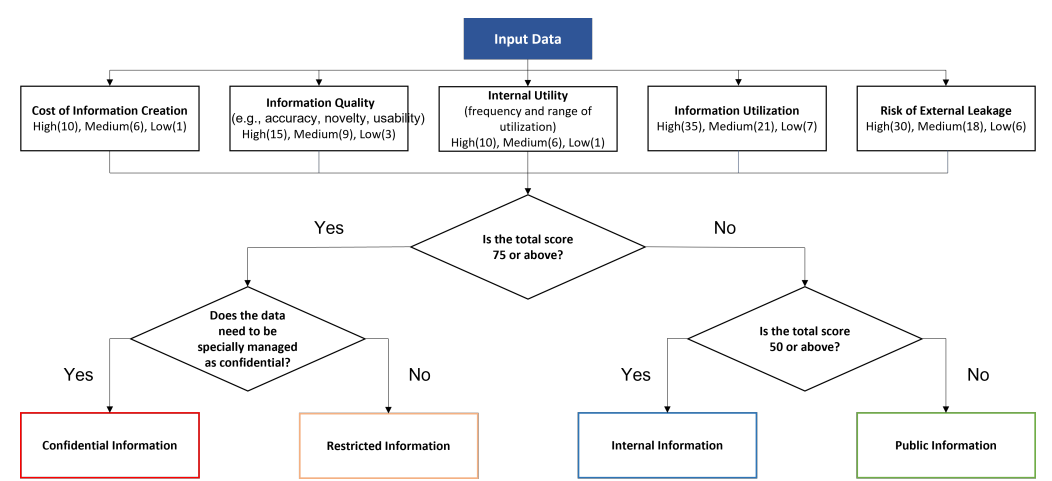 Input Data
Cost of Information Creation
High(10), Medium(6), Low(1)
Information Quality
(e.g., accuracy, novelty, usability)
High(15), Medium(9), Low(3)
Internal Utility
(frequency and range of
utilization)
High(10), Medium(6), Low(1)
Information Utilization
High(35), Medium(21), Low(7)
Risk of External Leakage
High(30), Medium(18), Low(6)
Yes
Is the total score
75 or above?
No
Does the data
need to be
specially managed
as confidential?
Yes
No
Is the total score
50 or above?
Yes
No
Confidential Information
Restricted Information
Internal Information
Public Information